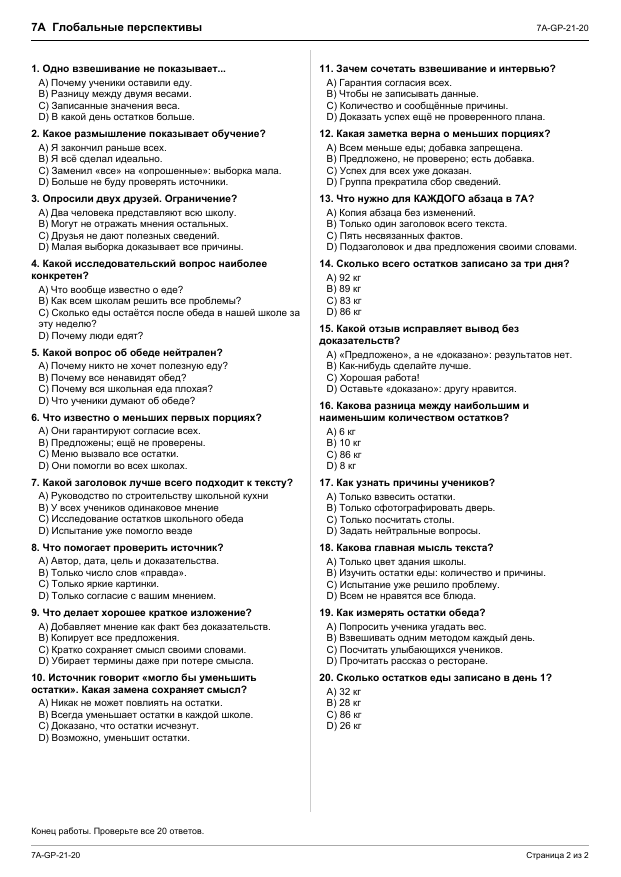 7A Глобальные перспективы
7A-GP-21-20
1. Одно взвешивание не показывает...
A) Почему ученики оставили еду.
B) Разницу между двумя весами.
C) Записанные значения веса.
D) В какой день остатков больше.
2. Какое размышление показывает обучение?
A) Я закончил раньше всех.
B) Я всё сделал идеально.
C) Заменил «все» на «опрошенные»: выборка мала.
D) Больше не буду проверять источники.
3. Опросили двух друзей. Ограничение?
A) Два человека представляют всю школу.
B) Могут не отражать мнения остальных.
C) Друзья не дают полезных сведений.
D) Малая выборка доказывает все причины.
4. Какой исследовательский вопрос наиболее
конкретен?
A) Что вообще известно о еде?
B) Как всем школам решить все проблемы?
C) Сколько еды остаётся после обеда в нашей школе за
эту неделю?
D) Почему люди едят?
5. Какой вопрос об обеде нейтрален?
A) Почему никто не хочет полезную еду?
B) Почему все ненавидят обед?
C) Почему вся школьная еда плохая?
D) Что ученики думают об обеде?
6. Что известно о меньших первых порциях?
A) Они гарантируют согласие всех.
B) Предложены; ещё не проверены.
C) Меню вызвало все остатки.
D) Они помогли во всех школах.
7. Какой заголовок лучше всего подходит к тексту?
A) Руководство по строительству школьной кухни
B) У всех учеников одинаковое мнение
C) Исследование остатков школьного обеда
D) Испытание уже помогло везде
8. Что помогает проверить источник?
A) Автор, дата, цель и доказательства.
B) Только число слов «правда».
C) Только яркие картинки.
D) Только согласие с вашим мнением.
9. Что делает хорошее краткое изложение?
A) Добавляет мнение как факт без доказательств.
B) Копирует все предложения.
C) Кратко сохраняет смысл своими словами.
D) Убирает термины даже при потере смысла.
10. Источник говорит «могло бы уменьшить
остатки». Какая замена сохраняет смысл?
A) Никак не может повлиять на остатки.
B) Всегда уменьшает остатки в каждой школе.
C) Доказано, что остатки исчезнут.
D) Возможно, уменьшит остатки.
11. Зачем сочетать взвешивание и интервью?
A) Гарантия согласия всех.
B) Чтобы не записывать данные.
C) Количество и сообщённые причины.
D) Доказать успех ещё не проверенного плана.
12. Какая заметка верна о меньших порциях?
A) Всем меньше еды; добавка запрещена.
B) Предложено, не проверено; есть добавка.
C) Успех для всех уже доказан.
D) Группа прекратила сбор сведений.
13. Что нужно для КАЖДОГО абзаца в 7A?
A) Копия абзаца без изменений.
B) Только один заголовок всего текста.
C) Пять несвязанных фактов.
D) Подзаголовок и два предложения своими словами.
14. Сколько всего остатков записано за три дня?
A) 92 кг
B) 89 кг
C) 83 кг
D) 86 кг
15. Какой отзыв исправляет вывод без
доказательств?
A) «Предложено», а не «доказано»: результатов нет.
B) Как-нибудь сделайте лучше.
C) Хорошая работа!
D) Оставьте «доказано»: другу нравится.
16. Какова разница между наибольшим и
наименьшим количеством остатков?
A) 6 кг
B) 10 кг
C) 86 кг
D) 8 кг
17. Как узнать причины учеников?
A) Только взвесить остатки.
B) Только сфотографировать дверь.
C) Только посчитать столы.
D) Задать нейтральные вопросы.
18. Какова главная мысль текста?
A) Только цвет здания школы.
B) Изучить остатки еды: количество и причины.
C) Испытание уже решило проблему.
D) Всем не нравятся все блюда.
19. Как измерять остатки обеда?
A) Попросить ученика угадать вес.
B) Взвешивать одним методом каждый день.
C) Посчитать улыбающихся учеников.
D) Прочитать рассказ о ресторане.
20. Сколько остатков еды записано в день 1?
A) 32 кг
B) 28 кг
C) 86 кг
D) 26 кг
Конец работы. Проверьте все 20 ответов.
7A-GP-21-20
Страница 2 из 2